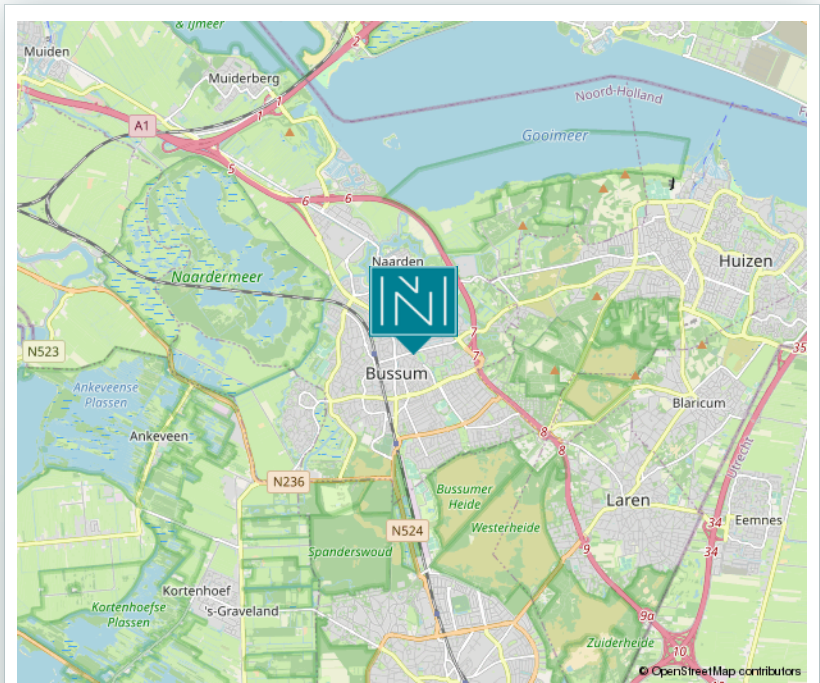 & IJmeer
Muiden
2
Muiderberg
Noord-Holland
1
1
A1
Gooimeer
5
6
6
Naarden
Huizen
Naardermeer
N
7
35
N523
7
Bussum
Ankeveense
Plassen
Blaricum
Ankeveen
8
8
Utrecht
N236
Bussumer
Heide
Laren
Westerheide
N524
34
Eemnes
34
Spanderswoud
9
Kortenhoef
Kortenhoefse
Plassen
's-Graveland
9a
Zuiderheide
10
© OpenStreetMap contributors